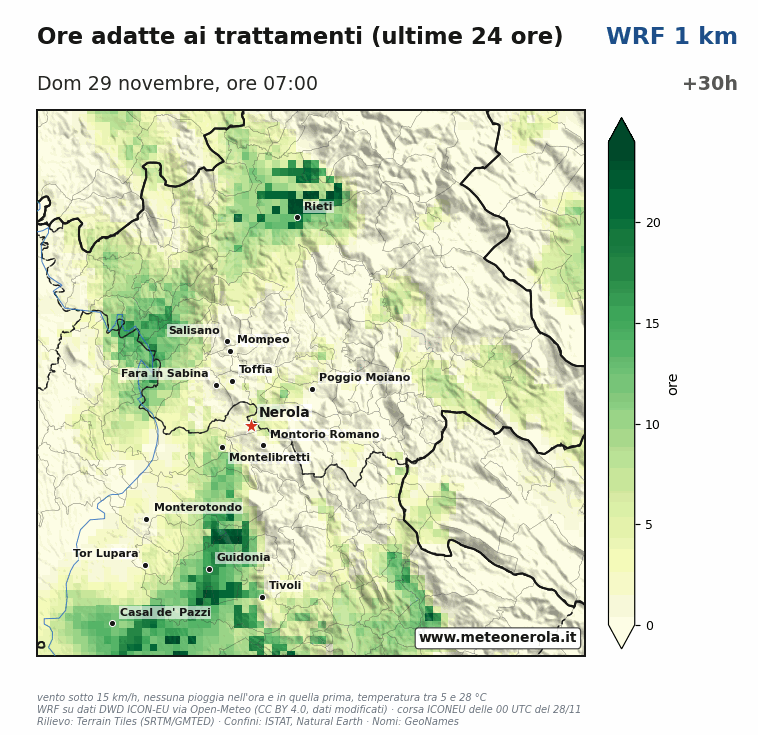 Ore adatte ai trattamenti (ultime 24 ore) WRF 1 km
Dom 29 novembre, ore 07:00 +30h
Rieti
Salisano
Mompeo
Fara in Sabina
Toffia
Poggio Moiano
Nerola
Montorio Romano
Montelibretti
Monterotondo
Tor Lupara
Guidonia
Tivoli
Casal de' Pazzi
www.meteonerola.it
20
15
10
5
0
ore
vento sotto 15 km/h, nessuna pioggia nell'ora e in quella prima, temperatura tra 5 e 28 °C
WRF su dati DWD ICON-EU via Open-Meteo (CC BY 4.0, dati modificati) · corsa ICONEU delle 00 UTC del 28/11
Rilievo: Terrain Tiles (SRTM/GMTED) · Confini: ISTAT, Natural Earth · Nomi: GeoNames